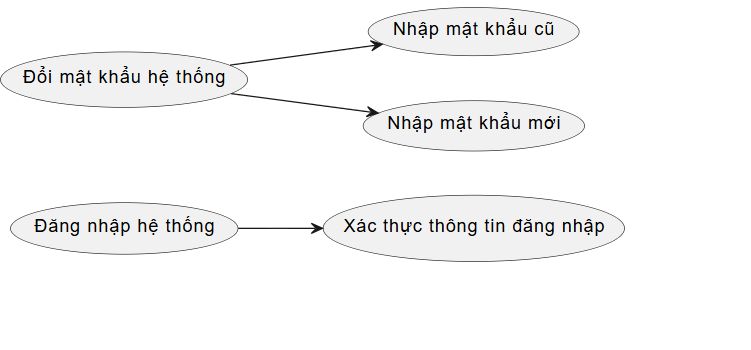 Nhập mật khẩu cũ
Đổi mật khẩu hệ thống
Nhập mật khẩu mới
Đăng nhập hệ thống
Xác thực thông tin đăng nhập